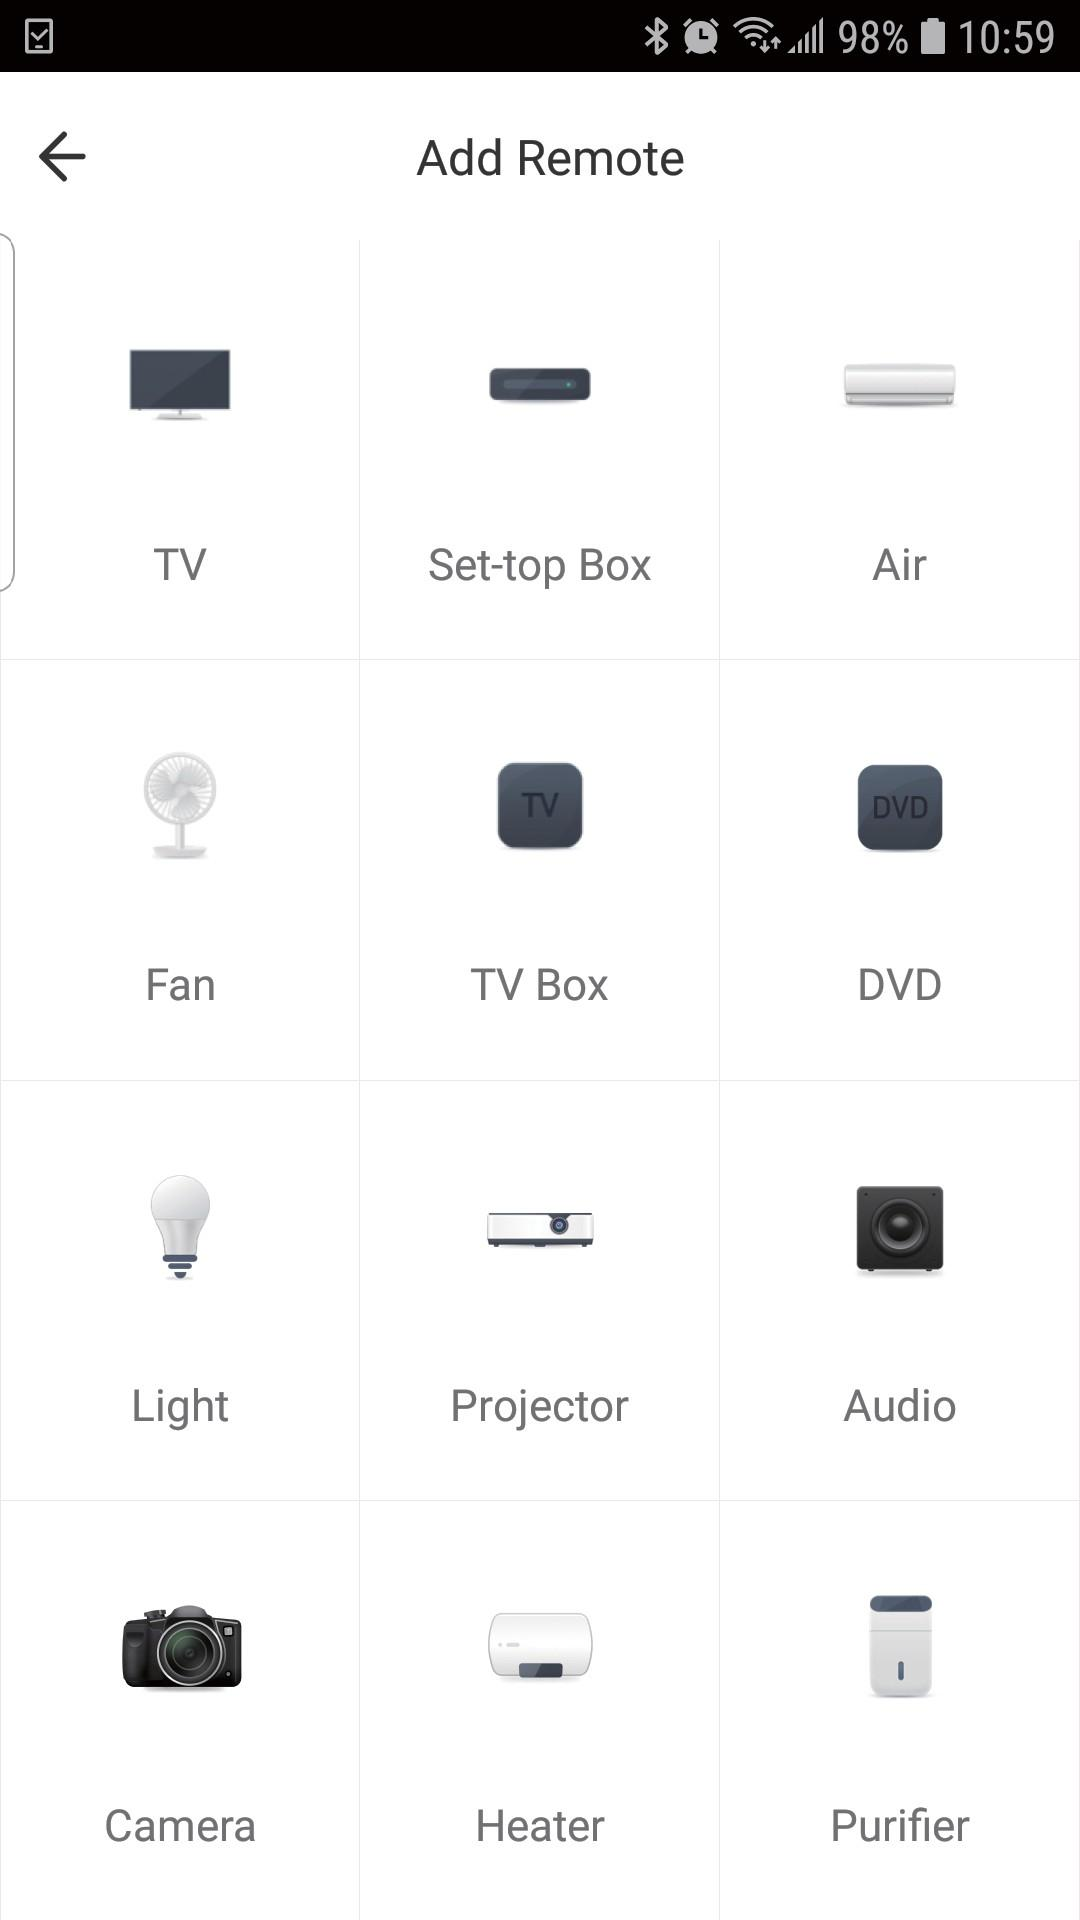 98% 10:59
Add Remote
TV Set-top Box Air
TV DVD
Fan TV Box DVD
Light Projector Audio
Camera Heater Purifier